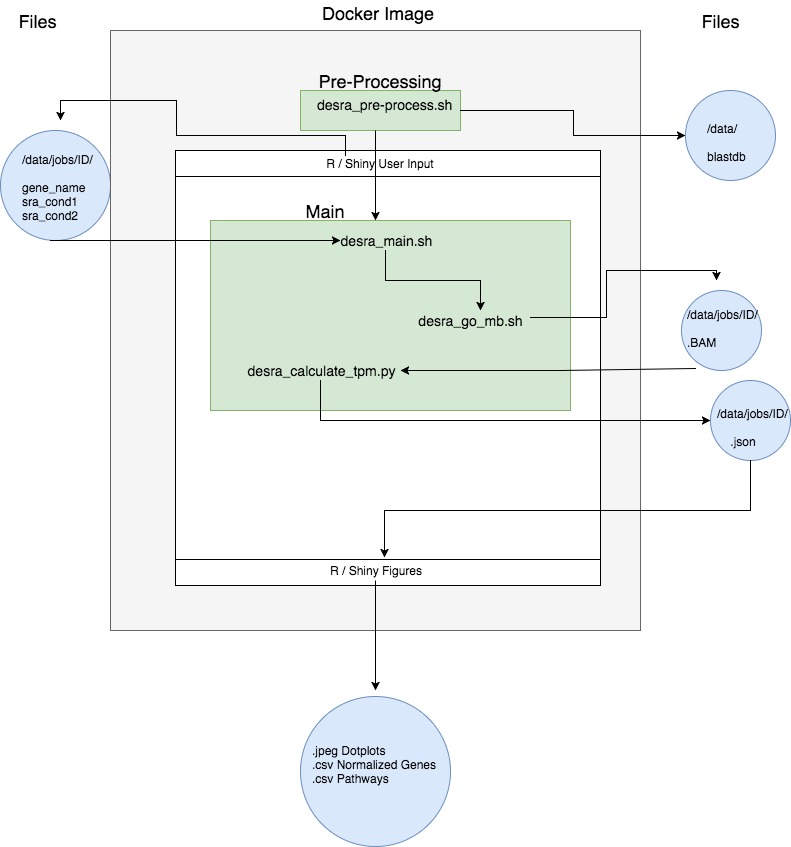 Docker Image
Files
Files
Pre-Processing
desra_pre-process.sh
/data/
blastdb
/data/jobs/ID/
gene_name
sra_cond1
sra_cond2
R / Shiny User Input
Main
desra_main.sh
desra_go_mb.sh
/data/jobs/ID/
.BAM
desra_calculate_tpm.py
/data/jobs/ID/
.json
R / Shiny Figures
.jpeg Dotplots
.csv Normalized Genes
.csv Pathways